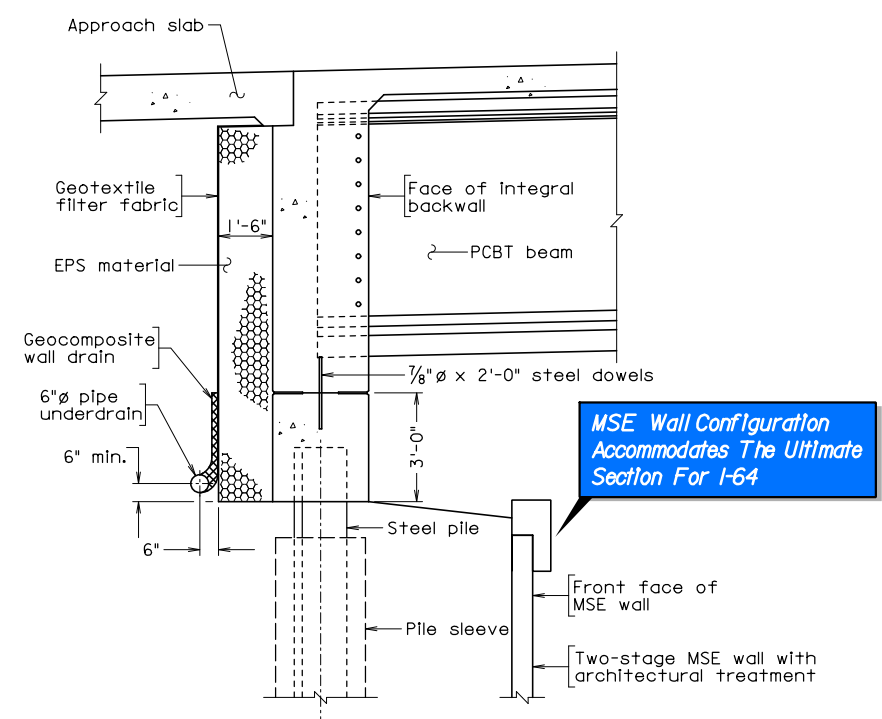 Approach slab
Geotextile
filter fabric
Face of integral
backwall
1'-6"
PCBT beam
EPS material
Geocomposite
wall drain
⅞"ø x 2'-0" steel dowels
6"ø pipe
underdrain
MSE Wall Configuration
Accommodates The Ultimate
Section For I-64
3'-0"
6" min.
Steel pile
6"
Front face of
MSE wall
Pile sleeve
Two-stage MSE wall with
architectural treatment